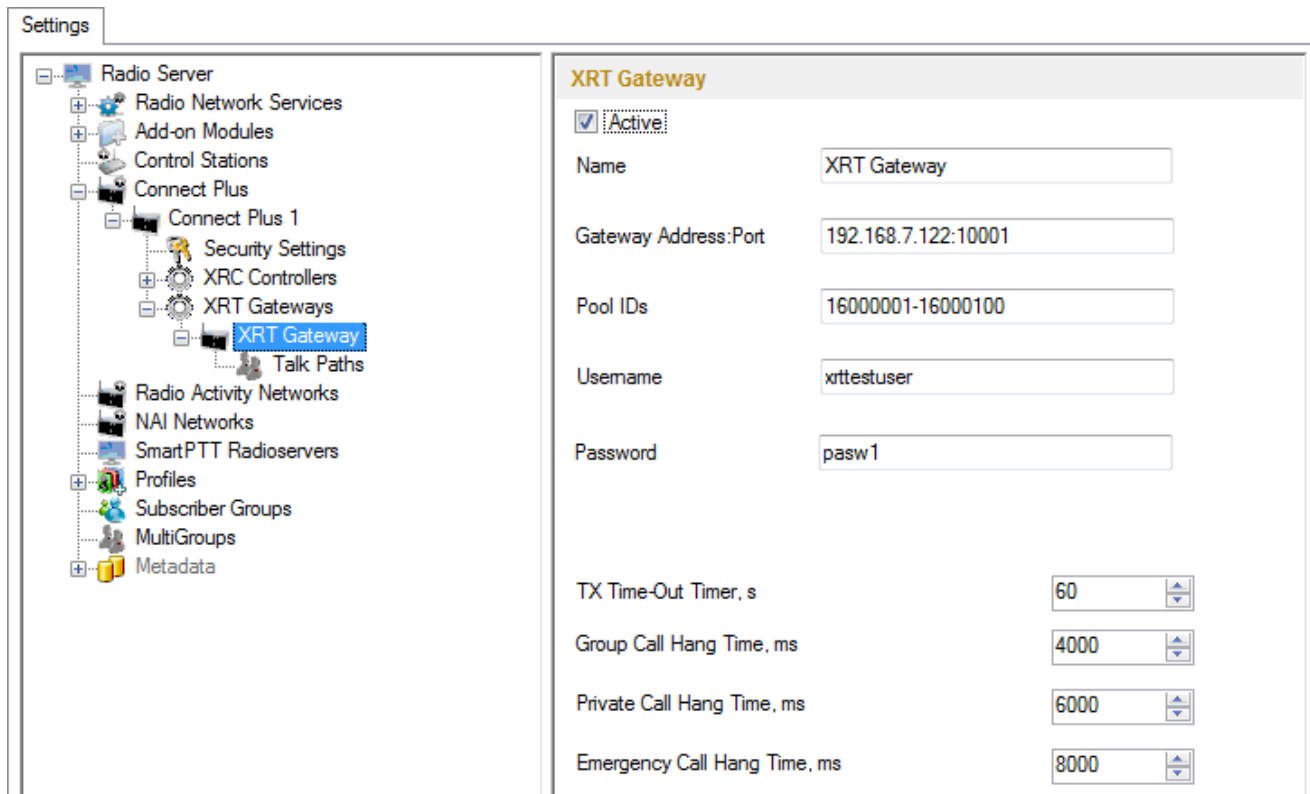 Settings
Radio Server
Radio Network Services
Add-on Modules
Control Stations
Connect Plus
Connect Plus 1
Security Settings
XRC Controllers
XRT Gateways
XRT Gateway
Talk Paths
Radio Activity Networks
NAI Networks
SmartPTT Radioservers
Profiles
Subscriber Groups
MultiGroups
Metadata
XRT Gateway
Active
Name XRT Gateway
Gateway Address:Port 192.168.7.122:10001
Pool IDs 16000001-16000100
Username xrttestuser
Password pasw1
TX Time-Out Timer, s 60
Group Call Hang Time, ms 4000
Private Call Hang Time, ms 6000
Emergency Call Hang Time, ms 8000